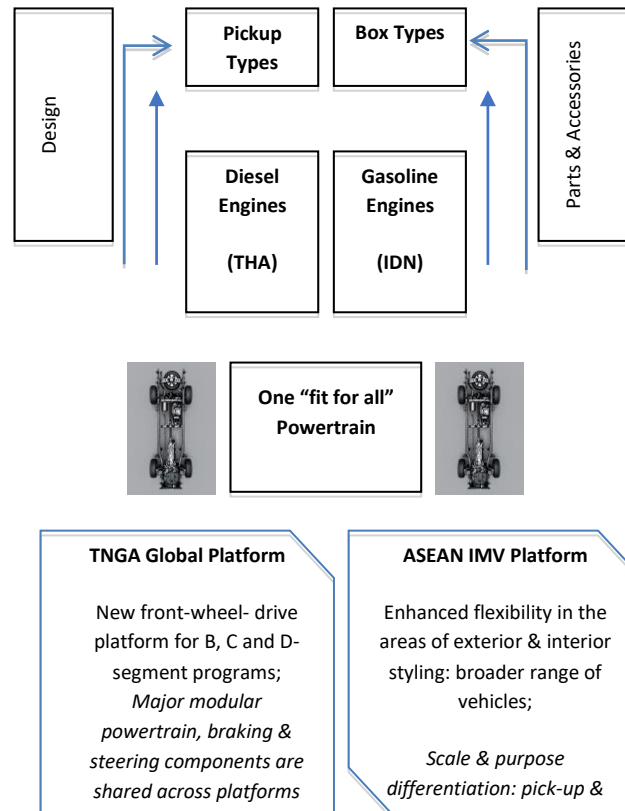 Design
Pickup
Types
Box Types
Parts & Accessories
Diesel
Engines
(THA)
Gasoline
Engines
(IDN)
One “fit for all”
Powertrain
TNGA Global Platform
New front-wheel- drive
platform for B, C and D-
segment programs;
Major modular
powertrain, braking &
steering components are
shared across platforms
ASEAN IMV Platform
Enhanced flexibility in the
areas of exterior & interior
styling: broader range of
vehicles;
Scale & purpose
differentiation: pick-up &